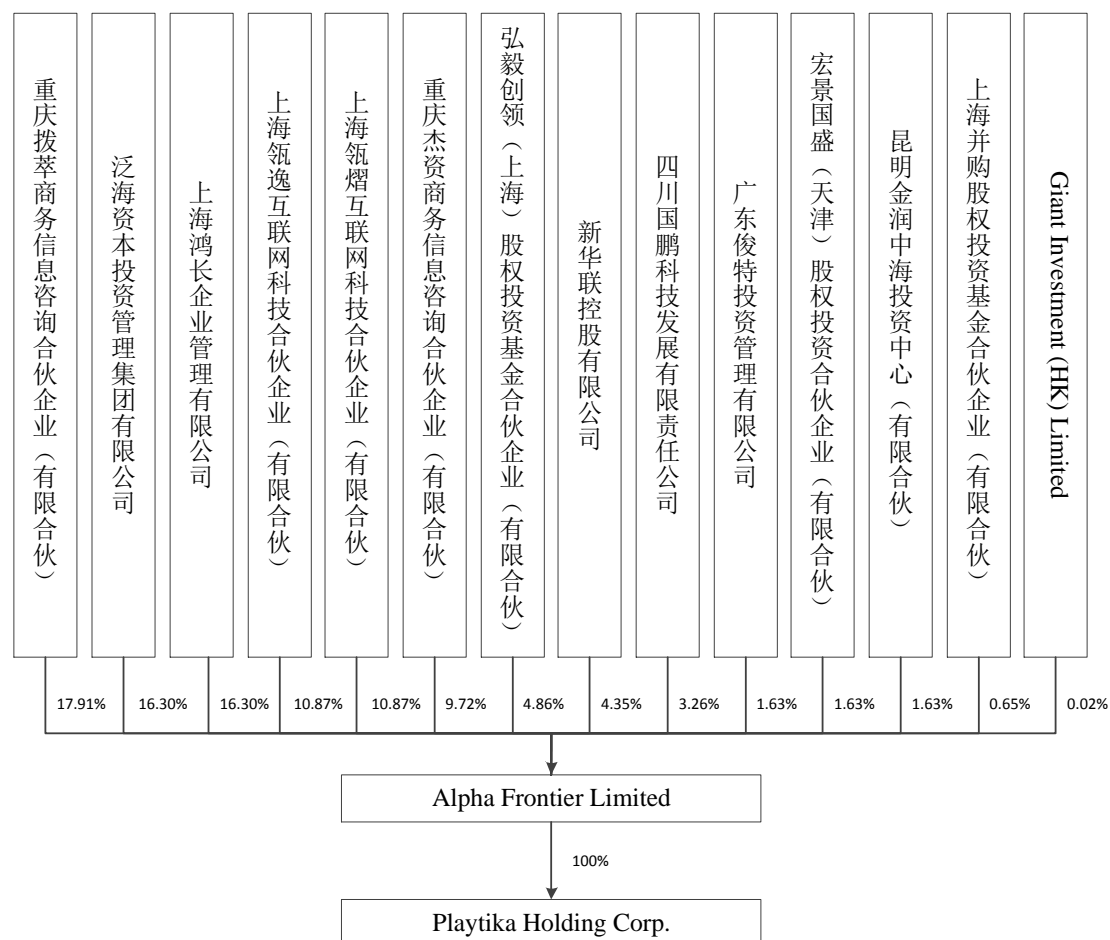 重庆拨萃商务信息咨询合伙企业（有限合伙）
泛海资本投资管理集团有限公司
上海鸿长企业管理有限公司
上海瓴逸互联网科技合伙企业（有限合伙）
上海瓴熠互联网科技合伙企业（有限合伙）
重庆杰资商务信息咨询合伙企业（有限合伙）
弘毅创领（上海）股权投资基金合伙企业（有限合伙）
新华联控股有限公司
四川国鹏科技发展有限责任公司
广东俊特投资管理有限公司
宏景国盛（天津）股权投资合伙企业（有限合伙）
昆明金润中海投资中心（有限合伙）
上海并购股权投资基金合伙企业（有限合伙）
Giant Investment (HK) Limited
17.91%
16.30%
16.30%
10.87%
10.87%
9.72%
4.86%
4.35%
3.26%
1.63%
1.63%
1.63%
0.65%
0.02%
Alpha Frontier Limited
100%
Playtika Holding Corp.